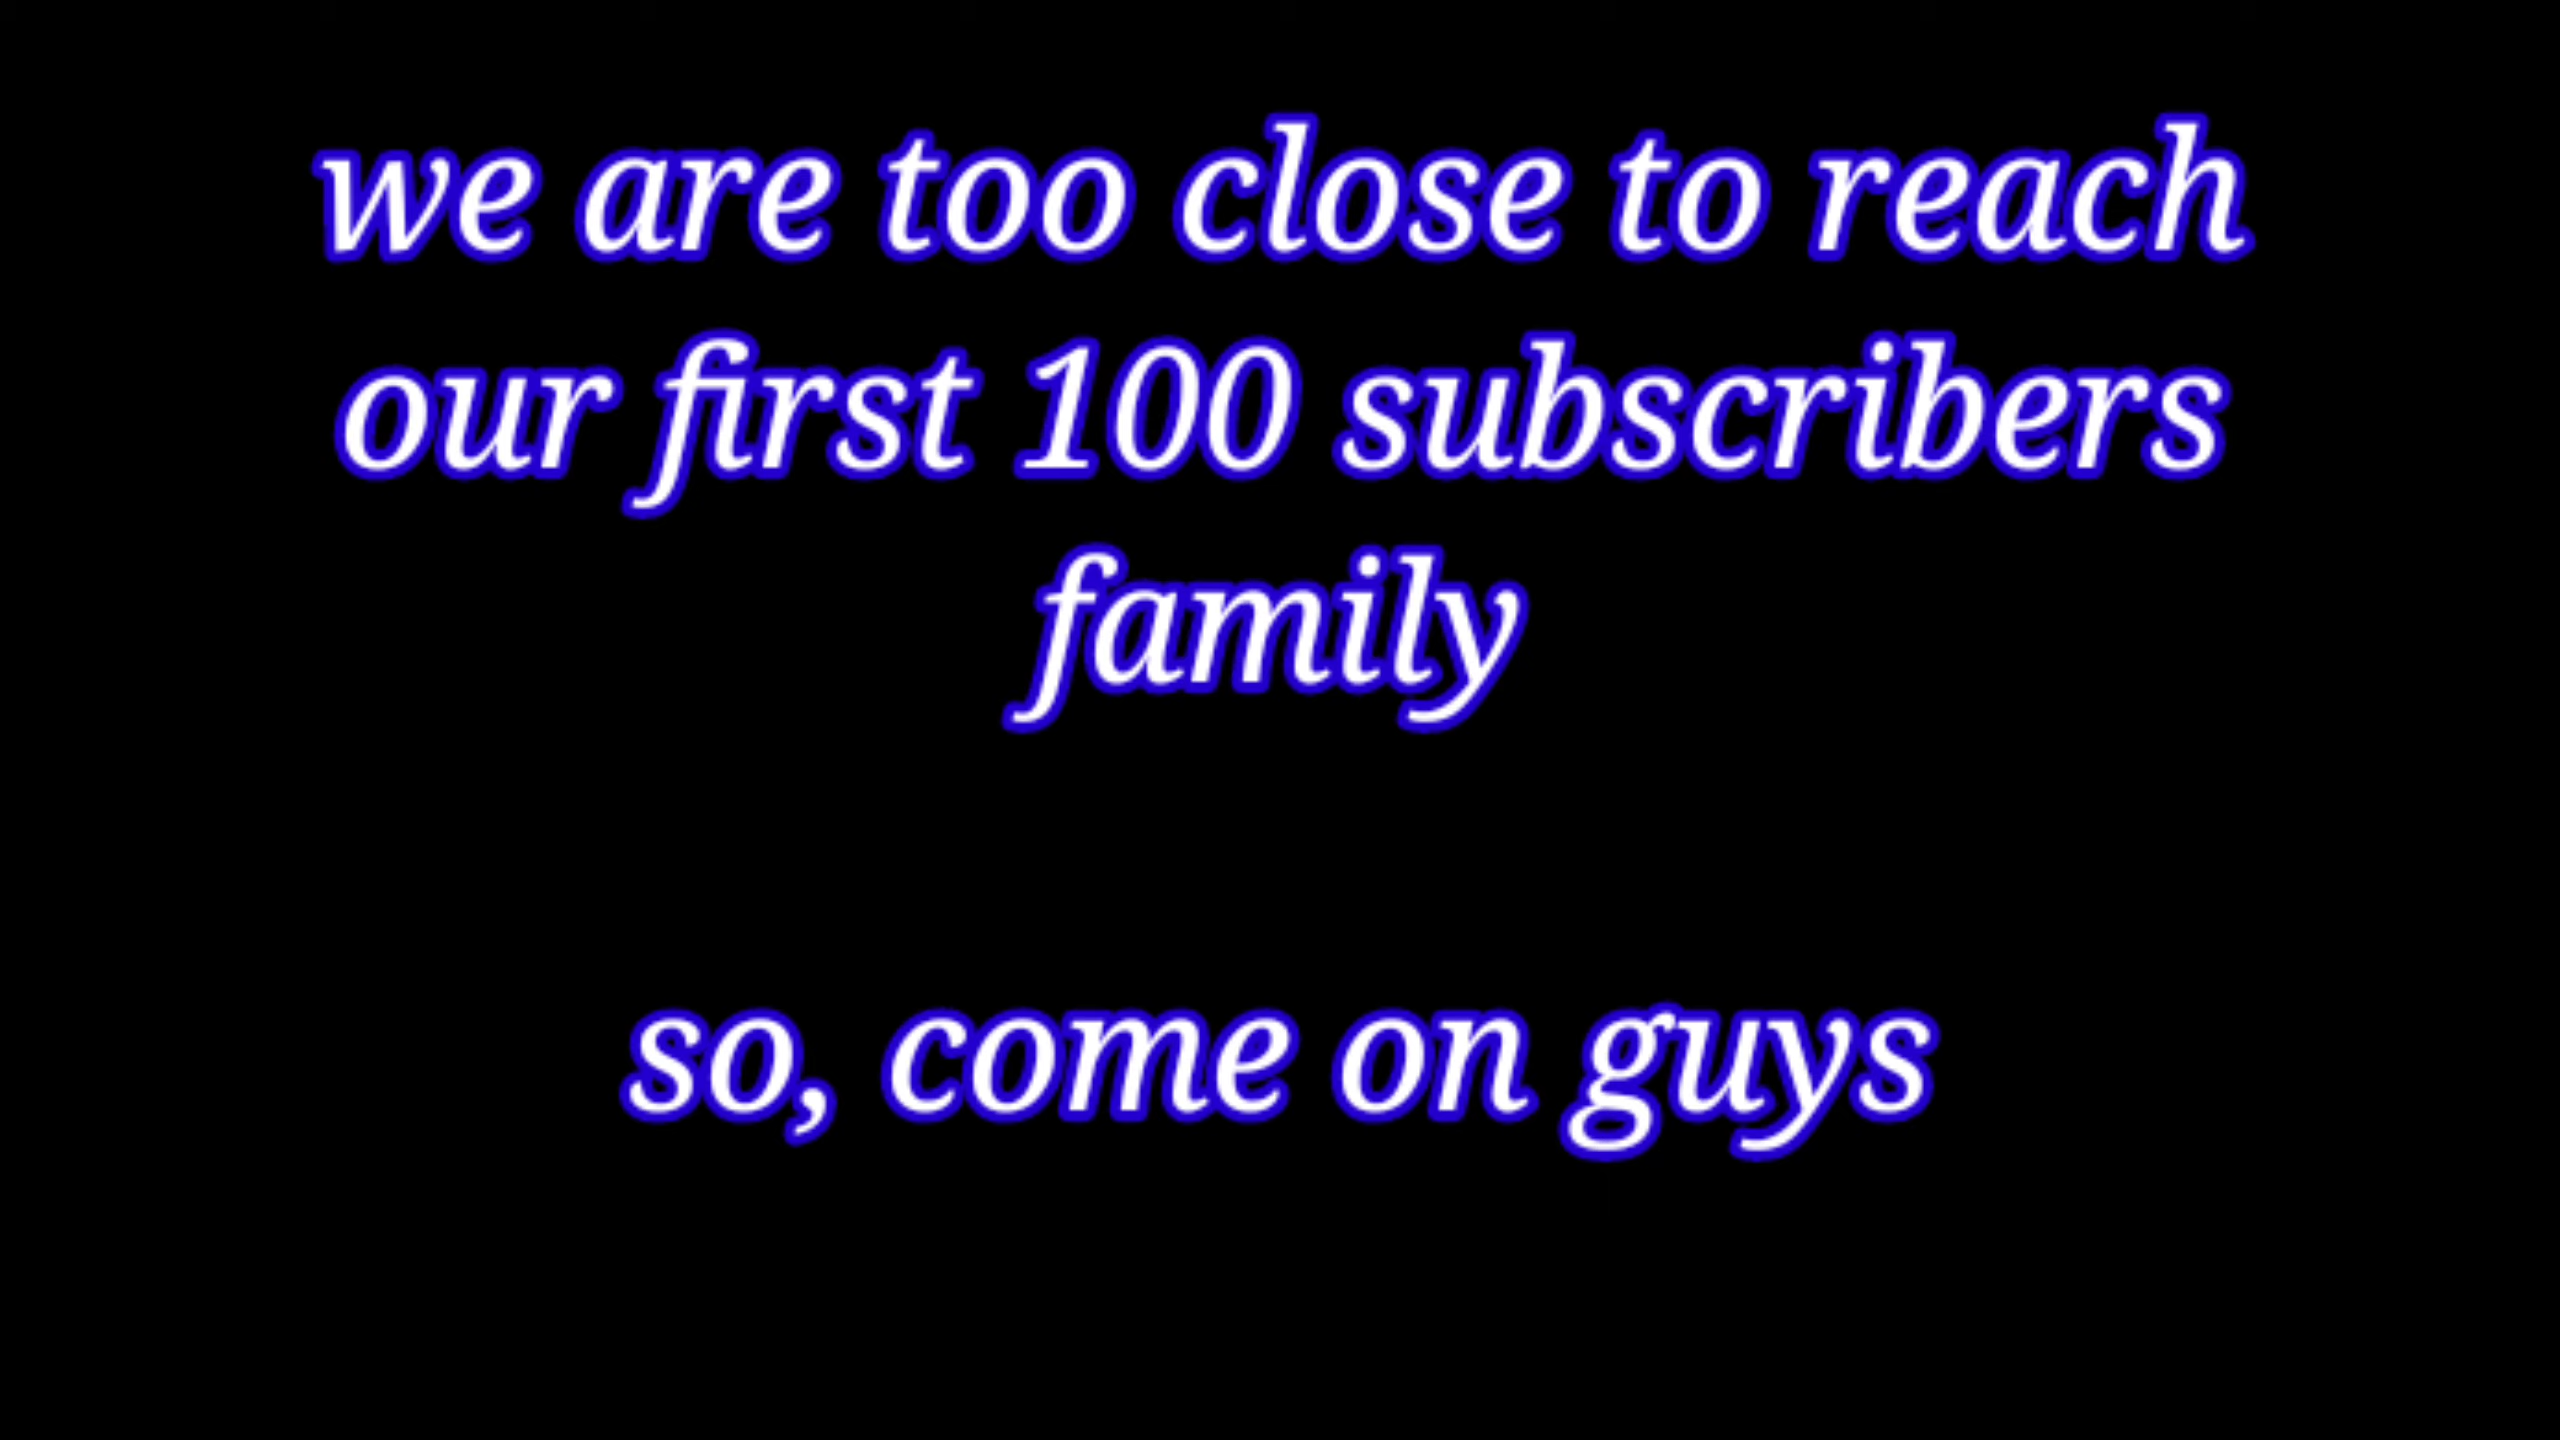 we are too close to reach
our first 100 subscribers
family
so, come on guys